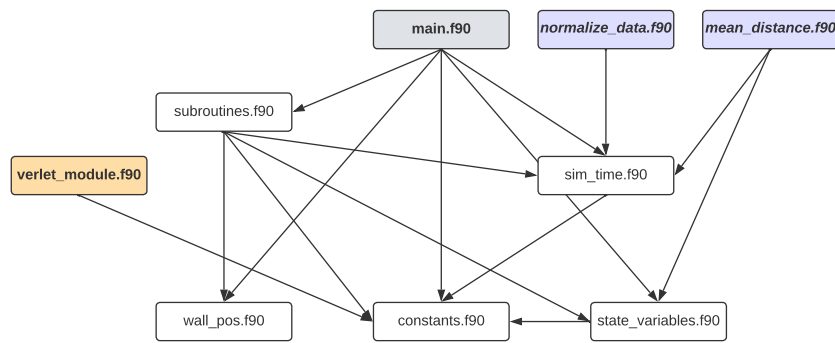 main.f90
normalize_data.f90
mean_distance.f90
subroutines.f90
verlet_module.f90
sim_time.f90
wall_pos.f90
constants.f90
state_variables.f90